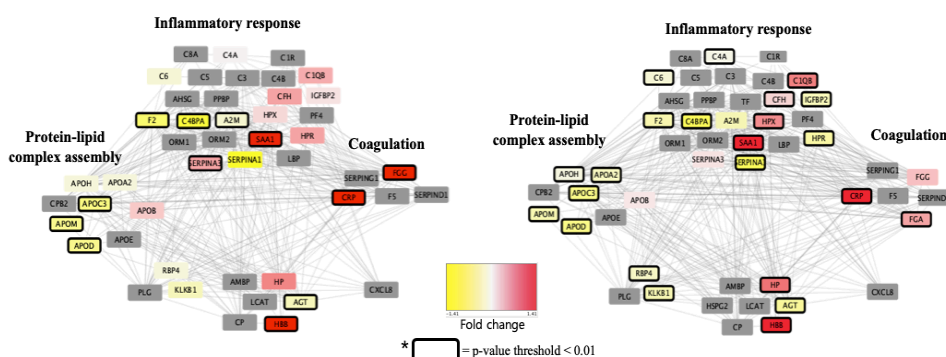 Inflammatory response
C8A C4A C1R
C6 C5 C3 C4B C1QB
AHSG PPBP CFH IGFBP2
F2 C4BPA A2M HPX PF4
ORM1 ORM2 SAA1 HPR
SERPINA3 SERPINA1 LBP
Protein-lipid
complex assembly
Coagulation
APOH APOA2
CPB2 APOC3 APOB
APOM
APOD APOE
SERPING1 FGG
CRP F5 SERPIND1
RBP4
PLG KLKB1 AMBP HP CXCL8
LCAT AGT
CP HBB
Inflammatory response
C8A C4A C1R
C6 C5 C3 C4B C1QB
AHSG PPBP TF CFH IGFBP2
F2 C4BPA A2M HPX PF4
ORM1 ORM2 SAA1 LBP HPR
SERPINA3 SERPINA
Protein-lipid
complex assembly
Coagulation
APOH APOA2
CPB2 APOC3 APOB
APOM APOD APOE
SERPING1 FGG
CRP F5 SERPIND
FGA
RBP4
PLG KLKB1 AMBP HP CXCL8
HSPG2 LCAT AGT
CP HBB
-1.41 1.41
Fold change
* = p-value threshold < 0.01